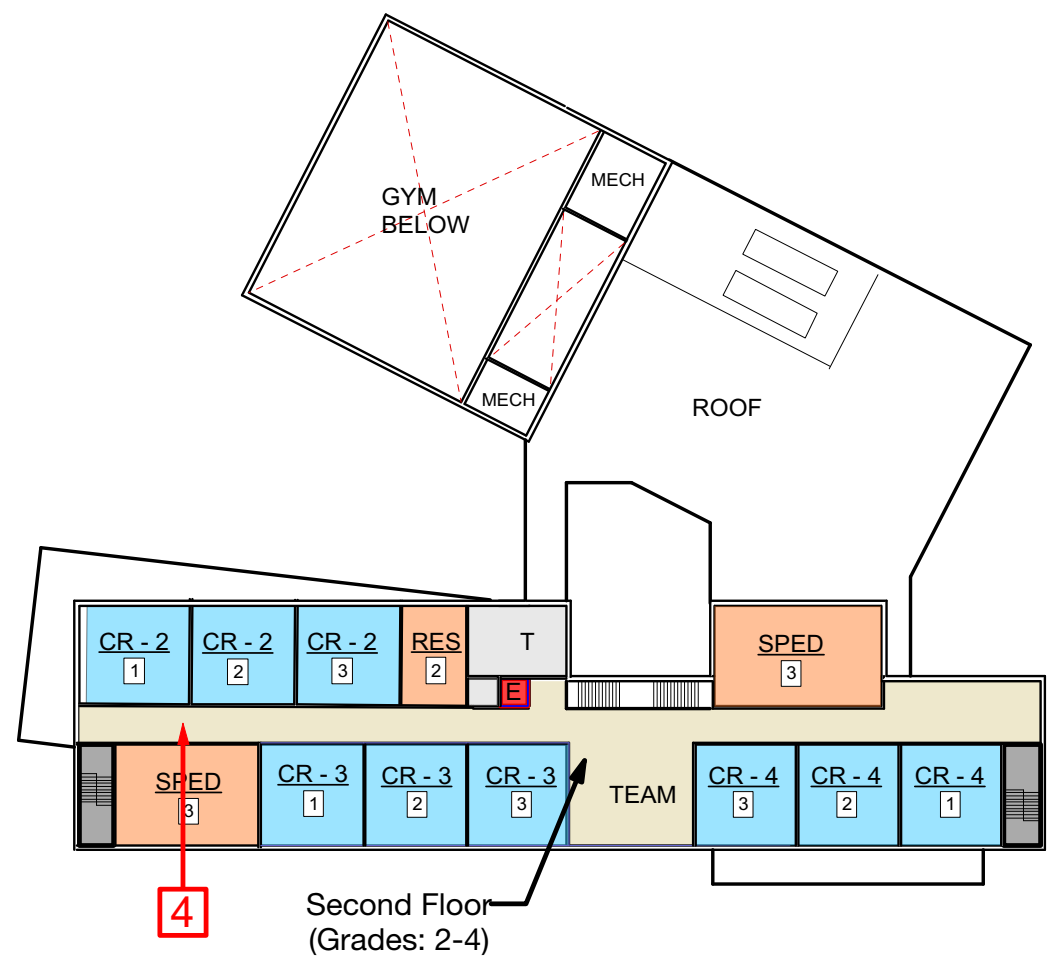 MECH
GYM
BELOW
MECH
ROOF
CR - 2
1
CR - 2
2
CR - 2
3
RES
2
T
E
SPED
3
SPED
3
CR - 3
1
CR - 3
2
CR - 3
3
TEAM
CR - 4
3
CR - 4
2
CR - 4
1
4
Second Floor
(Grades: 2-4)